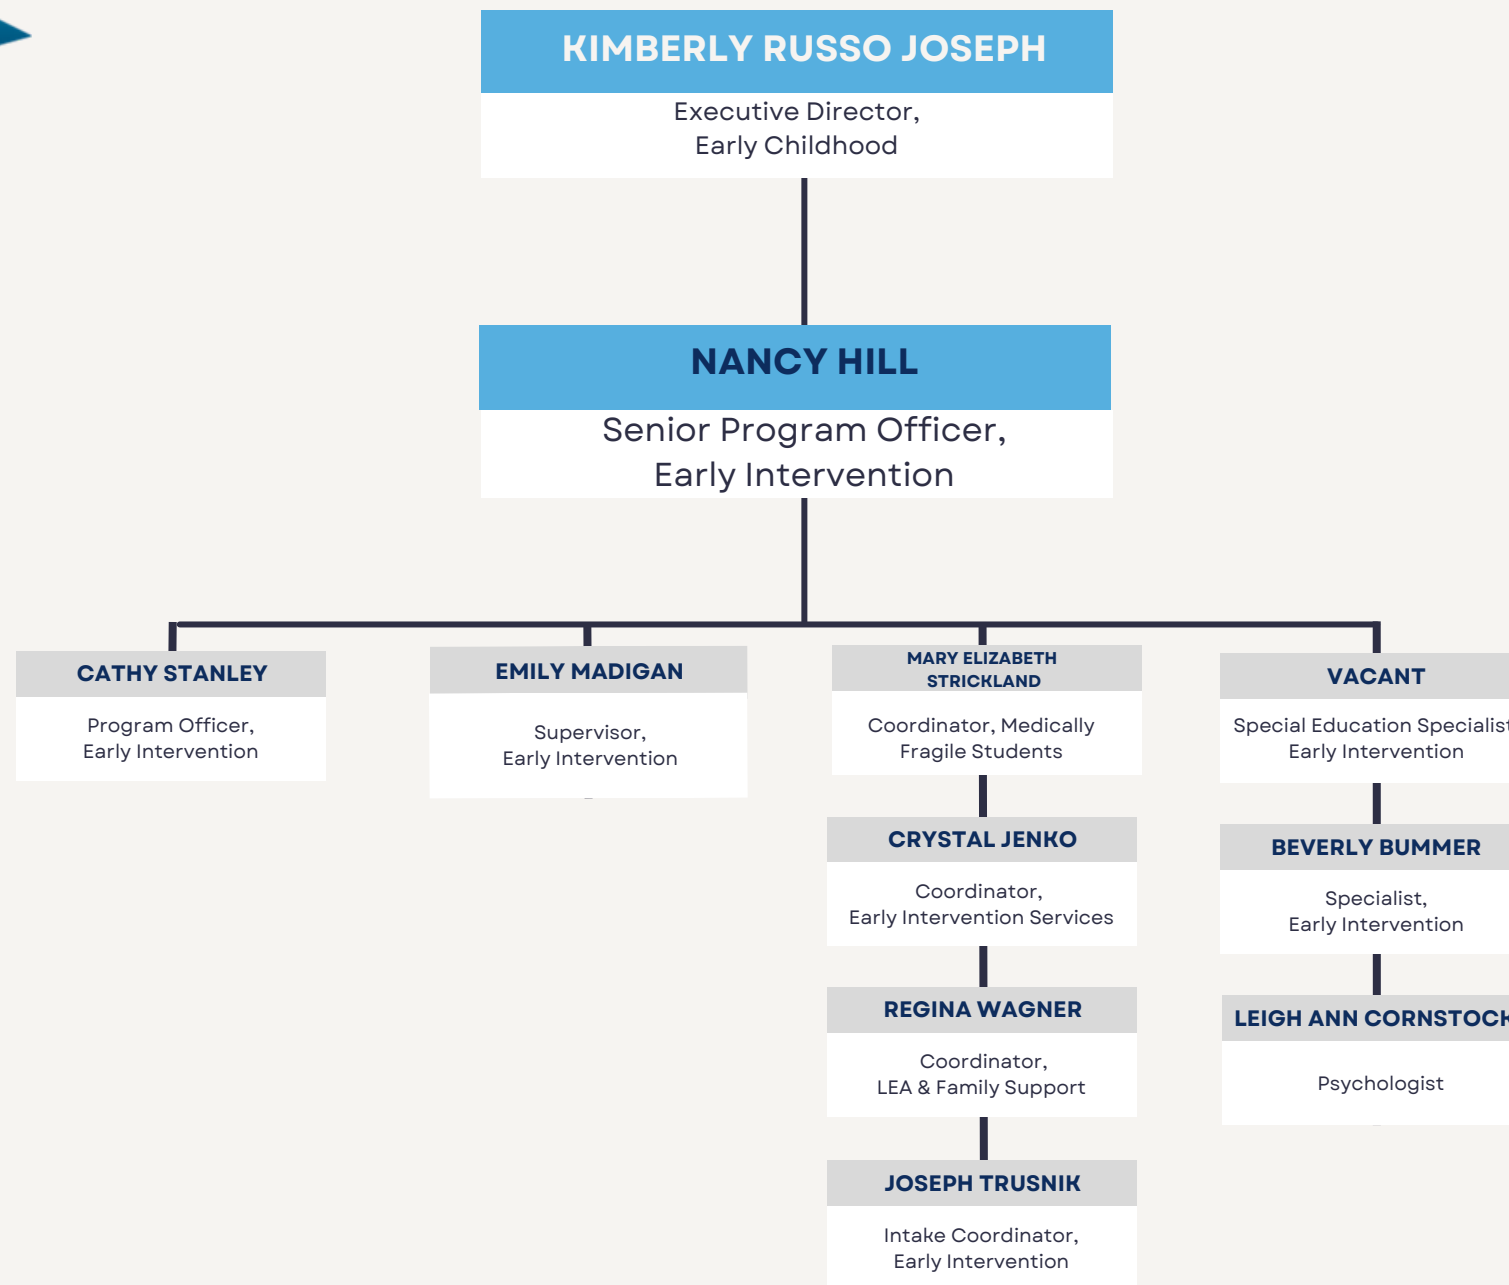 KIMBERLY RUSSO JOSEPH
Executive Director,
Early Childhood
NANCY HILL
Senior Program Officer,
Early Intervention
CATHY STANLEY
Program Officer,
Early Intervention
EMILY MADIGAN
Supervisor,
Early Intervention
MARY ELIZABETH
STRICKLAND
Coordinator, Medically
Fragile Students
CRYSTAL JENKO
Coordinator,
Early Intervention Services
REGINA WAGNER
Coordinator,
LEA & Family Support
JOSEPH TRUSNIK
Intake Coordinator,
Early Intervention
VACANT
Special Education Specialist
Early Intervention
BEVERLY BUMMER
Specialist,
Early Intervention
LEIGH ANN CORNSTOCK
Psychologist